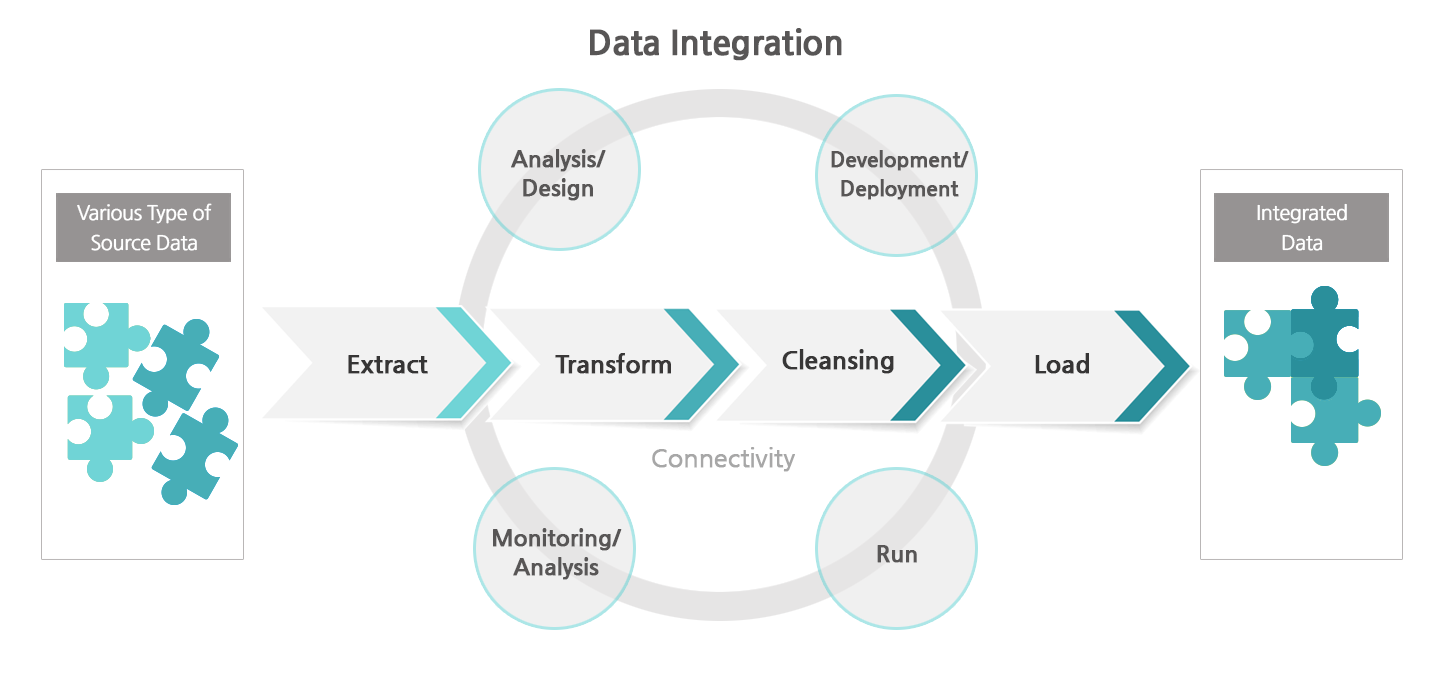 Data Integration
Analysis/
Design
Development/
Deployment
Various Type of
Source Data
Integrated
Data
Extract
Transform
Cleansing
Load
Connectivity
Monitoring/
Analysis
Run